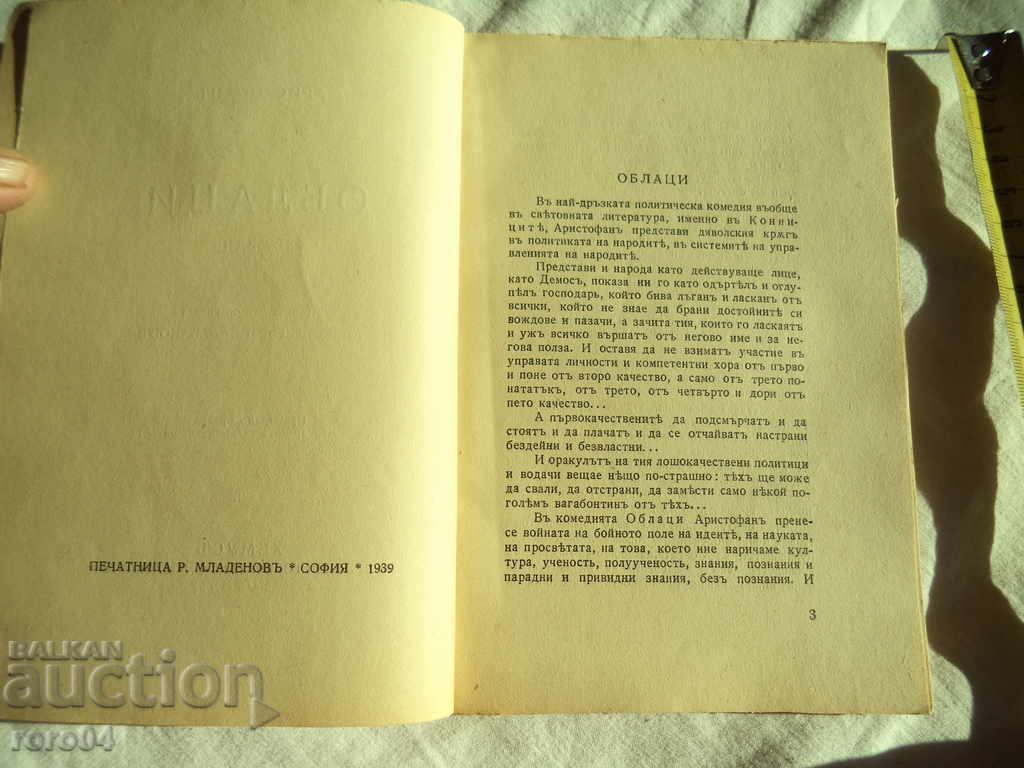 ПЕЧАТНИЦА Р. МЛАДЕНОВЪ * СОФИЯ * 1939
ОБЛАЦИ
Въ най-дръзката политическа комедия въобще
въ свѣтовната литература, именно въ Конни-
цитѣ, Аристофанъ представи дяволския крѫгъ
въ политиката на народитѣ, въ системитѣ на упра-
вленията на народитѣ.
Представи и народа като действуваще лице,
като Демосъ, показа ни го като одъртѣлъ и оглу-
пѣлъ господарь, който бива лъганъ и ласканъ отъ
всички, който не знае да брани достойнитѣ си
вождове и пазачи, а зачита тия, които го ласкаятъ
и ужъ всичко вършатъ отъ негово име и за не-
гова полза. И оставя да не взиматъ участие въ
управата личности и компетентни хора отъ първо
и поне отъ второ качество, а само отъ трето по-
нататъкъ, отъ трето, отъ четвърто и дори отъ
пето качество...
А първокачественитѣ да подсмърчатъ и да
стоятъ и да плачатъ и да се отчайватъ настрани
бездейни и безвластни...
И оракулътъ на тия лошокачествени политици
и водачи вещае нѣщо по-страшно: тѣхъ ще може
да свали, да отстрани, да замѣсти само нѣкой по-
голѣмъ вагабонтинъ отъ тѣхъ...
Въ комедията Облаци Аристофанъ прене-
се войната на бойното поле на идентѣ, на науката,
на просвѣтата, на това, което ние наричаме кул-
тура, ученость, полуученость, знания, познания и
парадни и привидни знания, безъ познания. И
3
BALKAN
auction
roro04